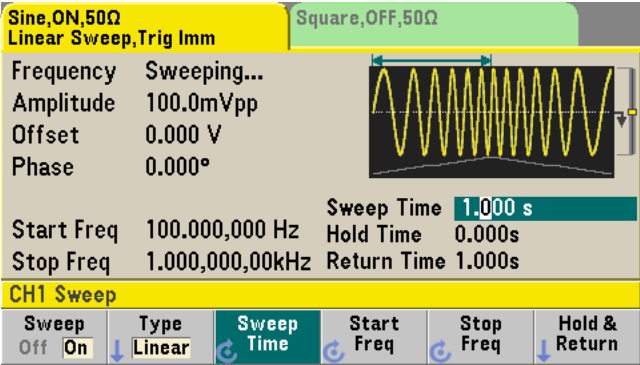 Sine,ON,50Ω
Linear Sweep,Trig Imm
Square,OFF,50Ω
Frequency Sweeping...
Amplitude 100.0mVpp
Offset 0.000 V
Phase 0.000°
Sweep Time 1.000 s
Start Freq 100.000,000 Hz
Hold Time 0.000s
Stop Freq 1.000,000,00kHz
Return Time 1.000s
CH1 Sweep
Sweep Off On
Type Linear
Sweep Time
Start Freq
Stop Freq
Hold & Return